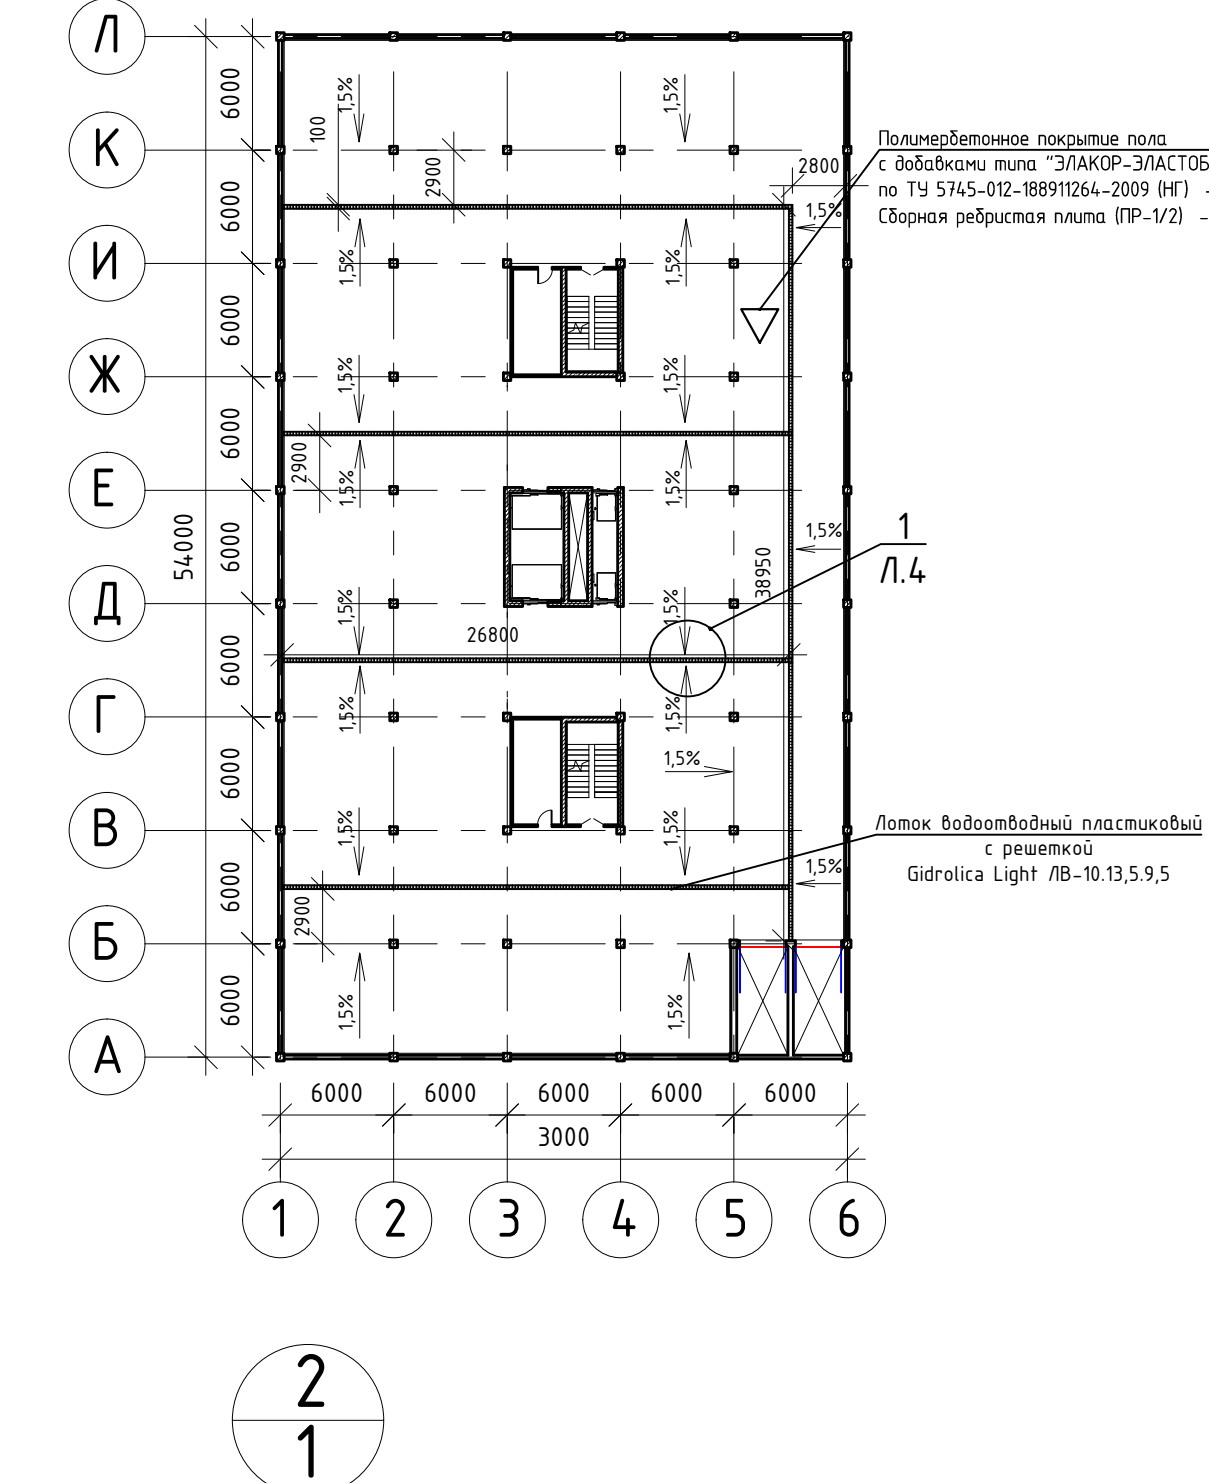 Л
6000
1,5%
1,5%
100
К
2900
Полимербетонное покрытие пола
с добавками типа "ЭЛАКОР-ЭЛАСТОБ
по ТУ 5745-012-188911264-2009 (НГ) -
Сборная ребристая плита (ПР-1/2) -
2800
6000
1,5%
И
1,5%
1,5%
6000
Ж
1,5%
1,5%
6000
2900
Е
1,5%
1,5%
54000
6000
1,5%
1
Л.4
38950
Д
1,5%
1,5%
26800
6000
Г
1,5%
1,5%
6000
1,5%
В
1,5%
1,5%
Лоток водоотводный пластиковый
с решеткой
Gidrolica Light ЛВ-10.13,5.9,5
1,5%
6000
2900
Б
6000
1,5%
1,5%
А
6000 6000 6000 6000 6000
3000
1 2 3 4 5 6
2
1